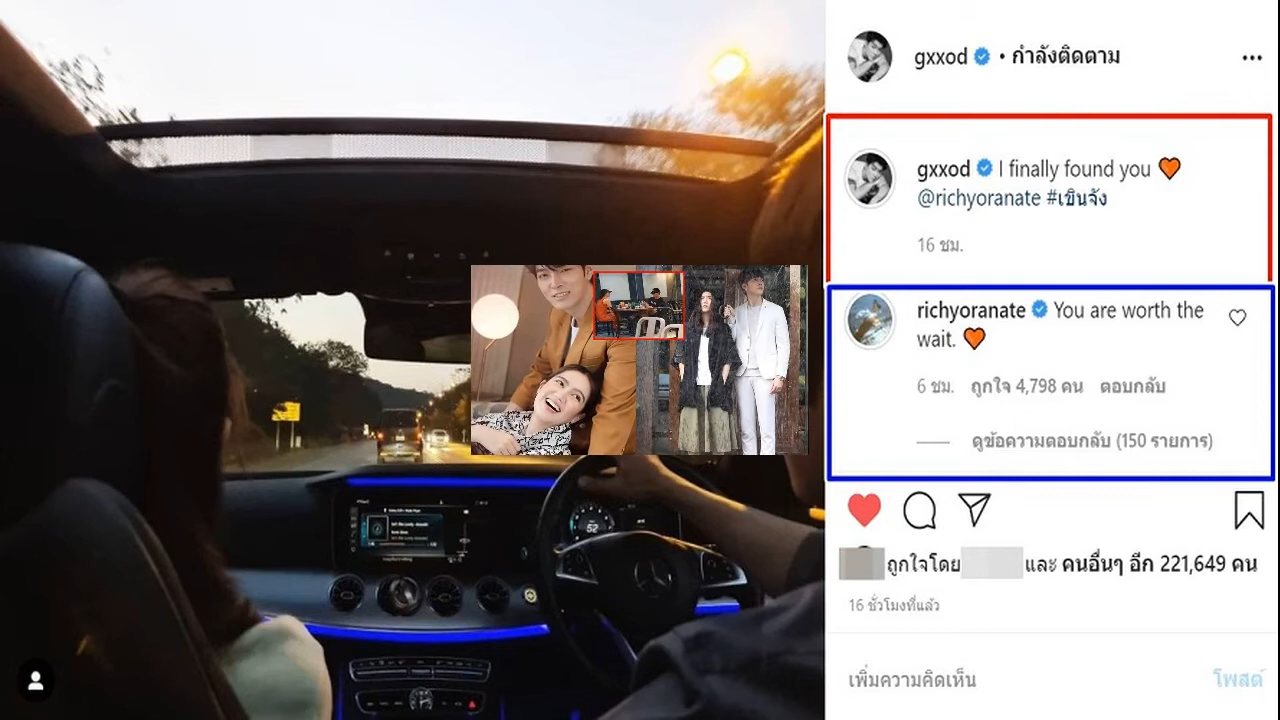 gxxod • กำลังติดตาม
gxxod I finally found you 🧡
@richyoranate #เขินจัง
16 ชม.
richyoranate You are worth the
wait. 🧡
6 ชม. ถูกใจ 4,798 คน ตอบกลับ
ดูข้อความตอบกลับ (150 รายการ)
ถูกใจโดย และ คนอื่นๆ อีก 221,649 คน
16 ชั่วโมงที่แล้ว
เพิ่มความคิดเห็น โพสต์
52